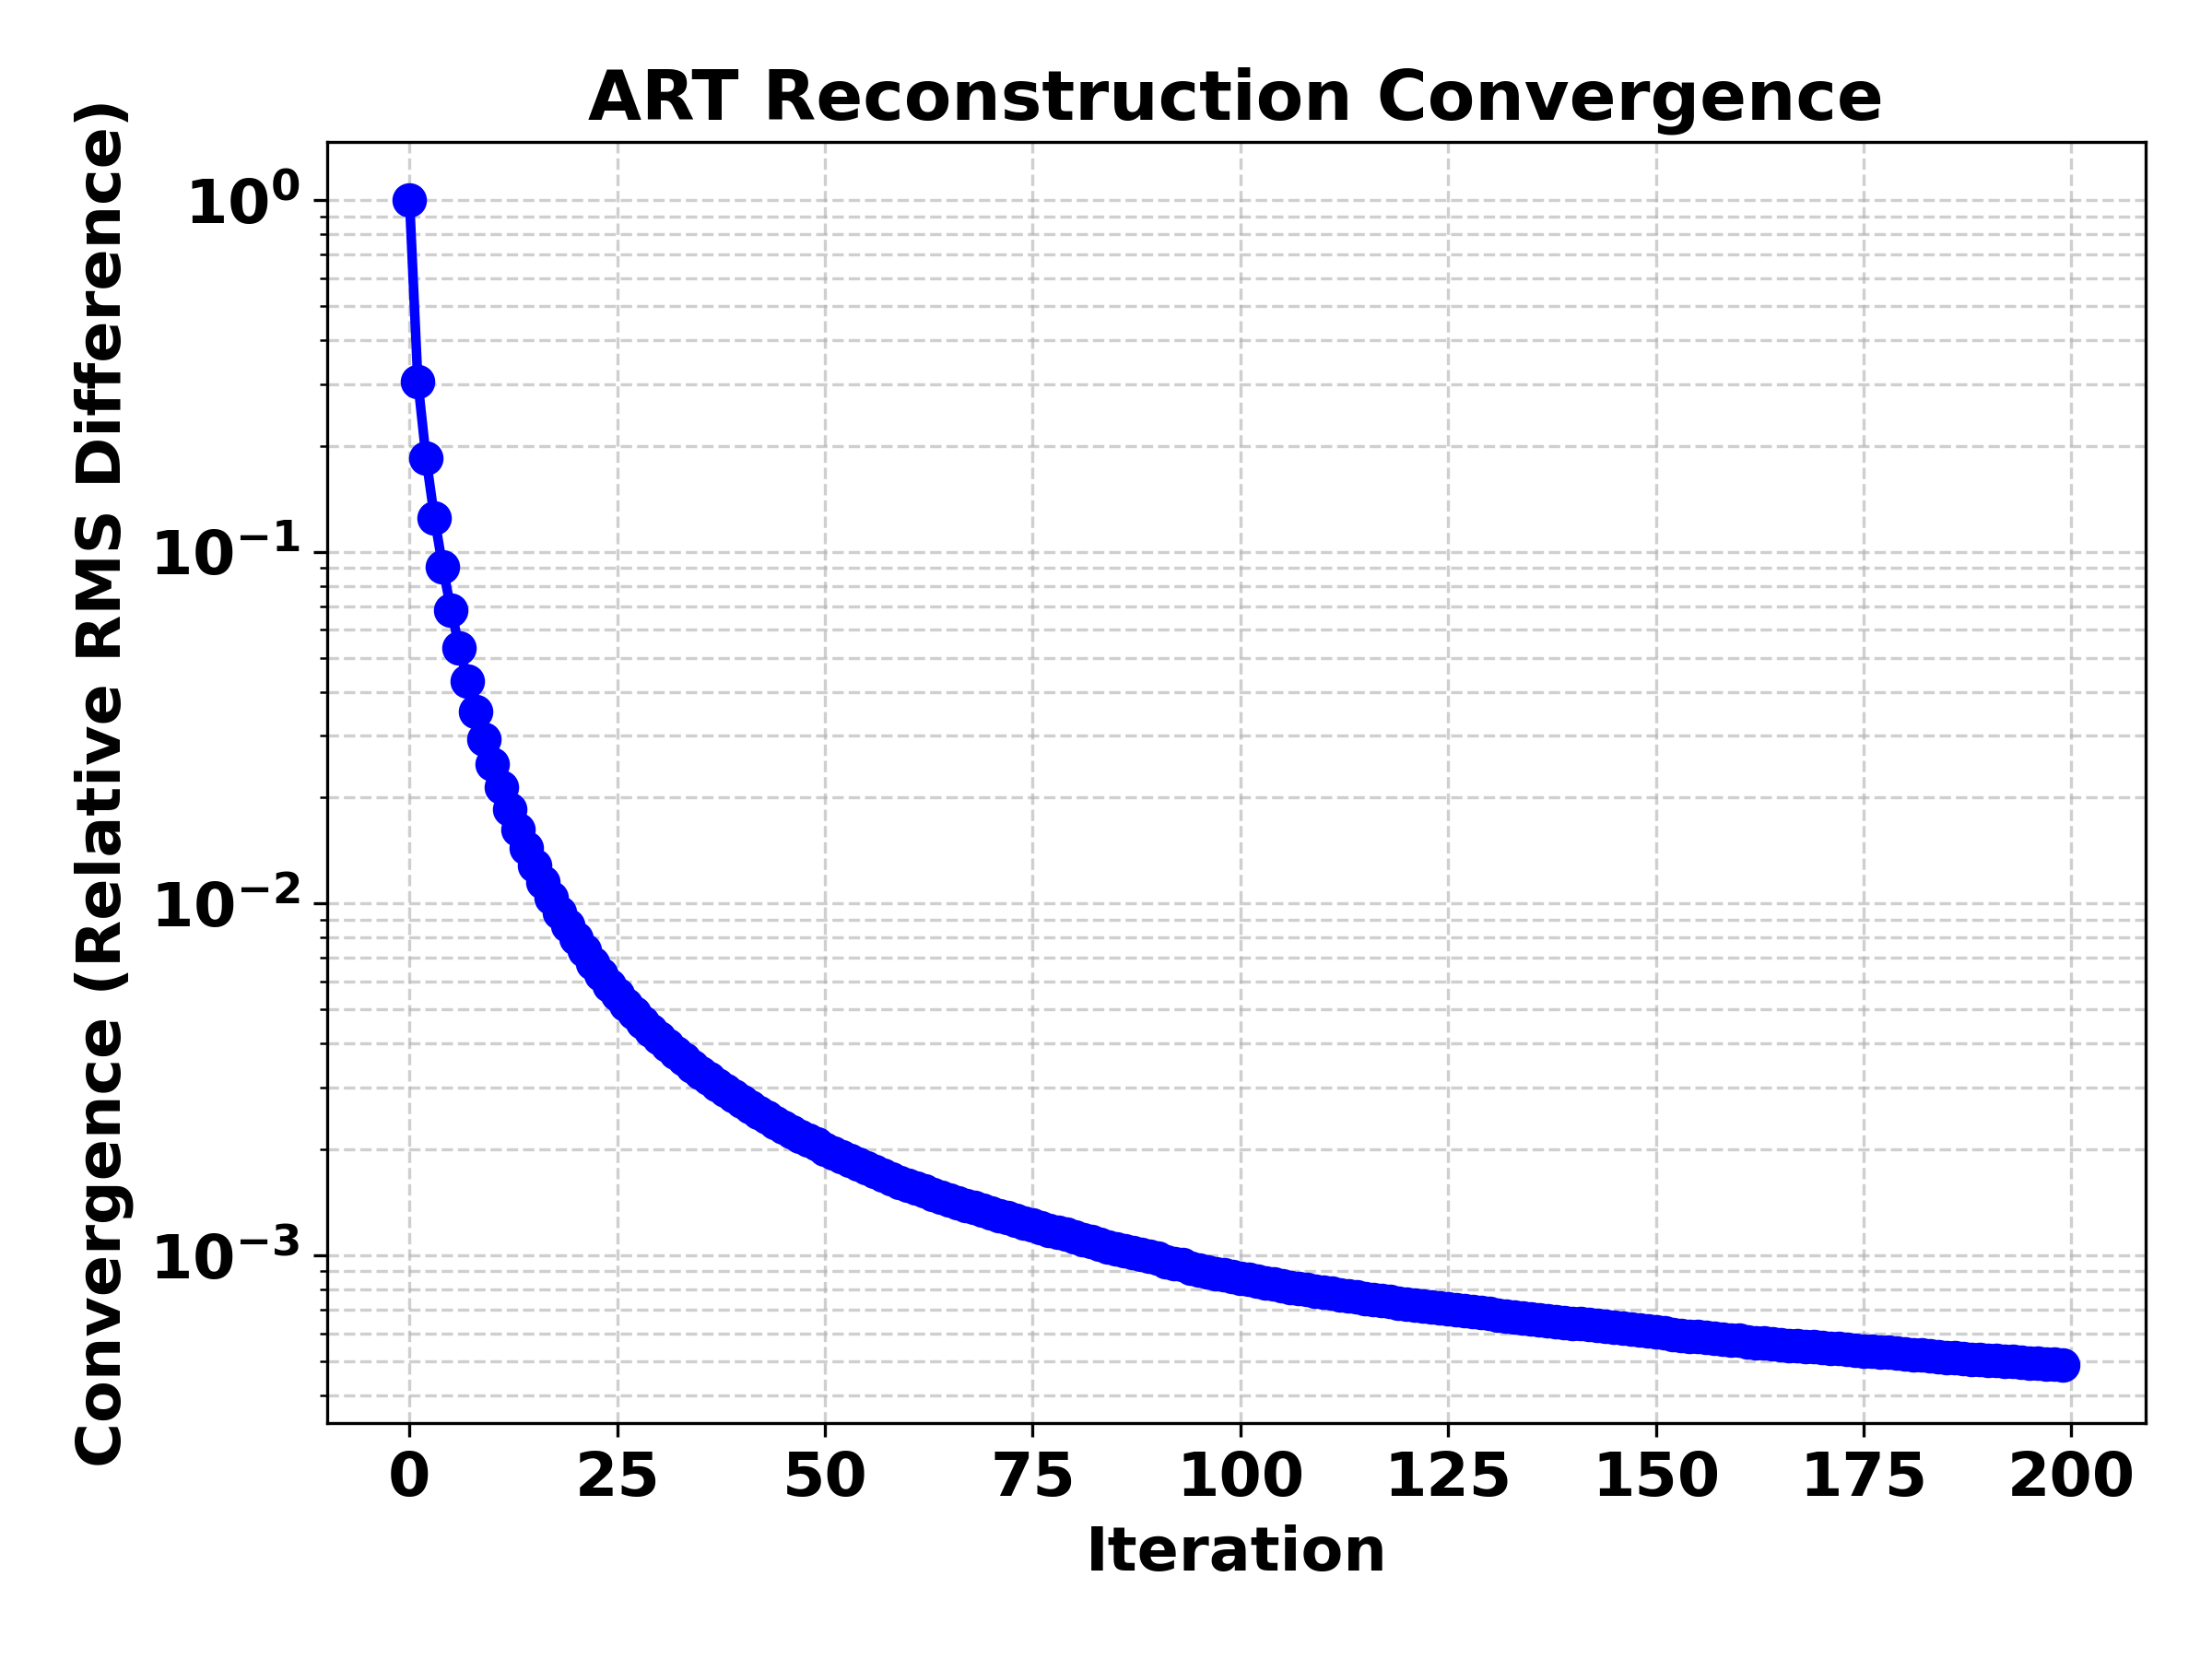 ART Reconstruction Convergence
Convergence (Relative RMS Difference)
10⁰
10⁻¹
10⁻²
10⁻³
0 25 50 75 100 125 150 175 200
Iteration